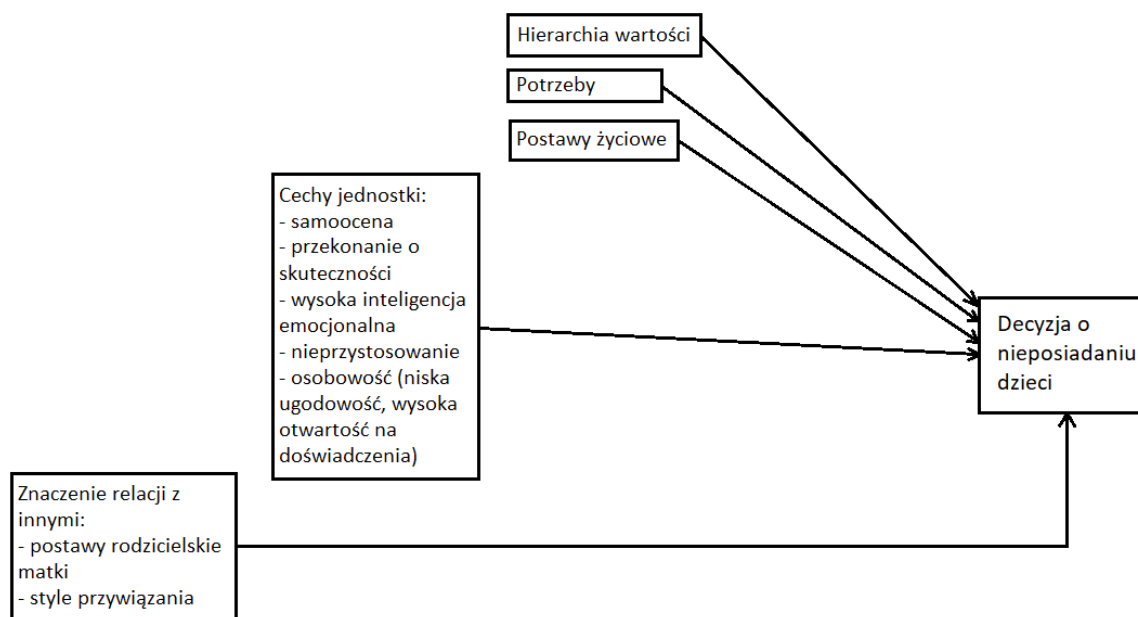 Hierarchia wartości
Potrzeby
Postawy życiowe
Cechy jednostki:
- samoocena
- przekonanie o
skuteczności
- wysoka inteligencja
emocjonalna
- nieprzystosowanie
- osobowość (niska
ugodowość, wysoka
otwartość na
doświadczenia)
Decyzja o
nieposiadaniu
dzieci
Znaczenie relacji z
innymi:
- postawy rodzicielskie
matki
- style przywiązania